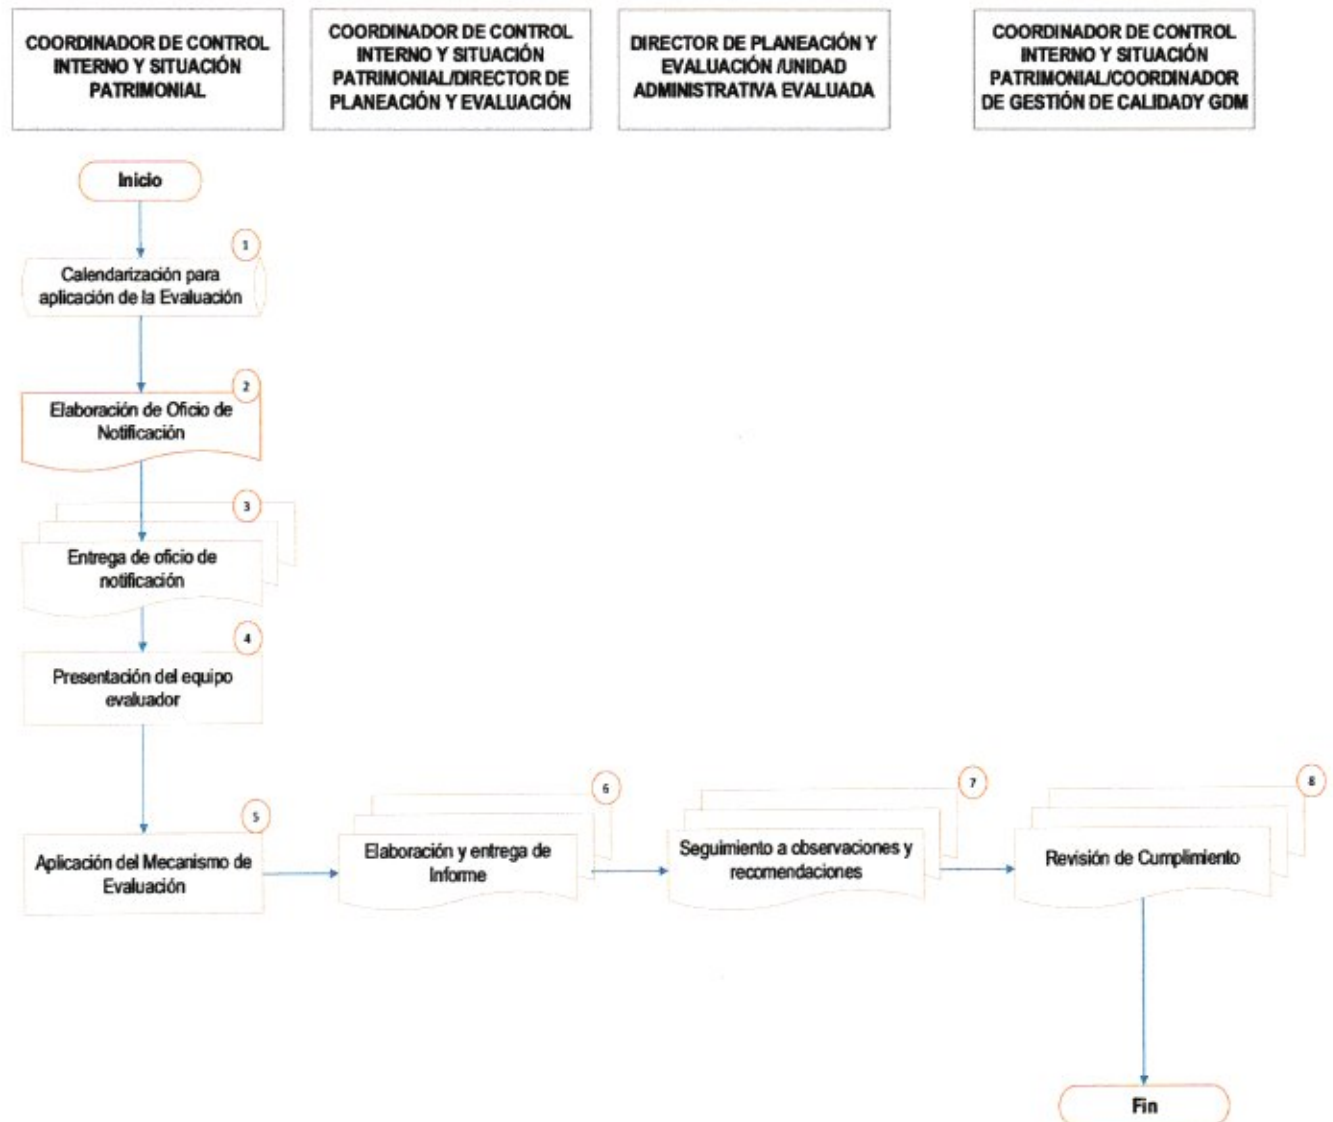 COORDINADOR DE CONTROL
INTERNO Y SITUACIÓN
PATRIMONIAL
COORDINADOR DE CONTROL
INTERNO Y SITUACIÓN
PATRIMONIAL/DIRECTOR DE
PLANEACIÓN Y EVALUACIÓN
DIRECTOR DE PLANEACIÓN Y
EVALUACIÓN /UNIDAD
ADMINISTRATIVA EVALUADA
COORDINADOR DE CONTROL
INTERNO Y SITUACIÓN
PATRIMONIAL/COORDINADOR
DE GESTIÓN DE CALIDADY GDM
Inicio
1
Calendarización para
aplicación de la Evaluación
2
Elaboración de Oficio de
Notificación
3
Entrega de oficio de
notificación
4
Presentación del equipo
evaluador
5
Aplicación del Mecanismo de
Evaluación
6
Elaboración y entrega de
Informe
7
Seguimiento a observaciones y
recomendaciones
8
Revisión de Cumplimiento
Fin